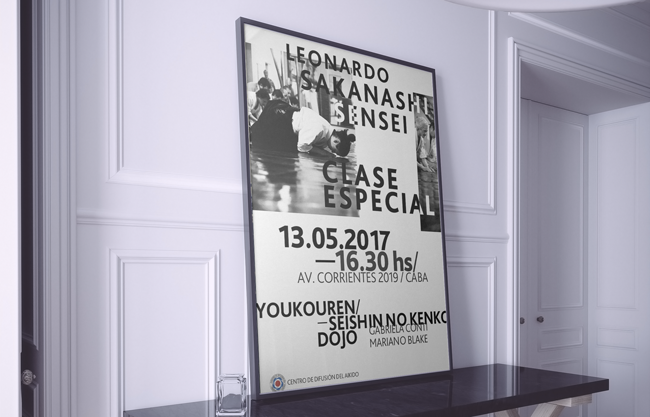 LEONARDO
SAKANASHI
SENSEI
CLASE
ESPECIAL
13.05.2017
—16.30 hs/
AV. CORRIENTES 2019 / CABA
YOUKOUREN/
—SEISHIN NO KENKO
DOJO
GABRIELA CONTI
MARIANO BLAKE
CENTRO DE DIFUSIÓN DEL AIKIDO